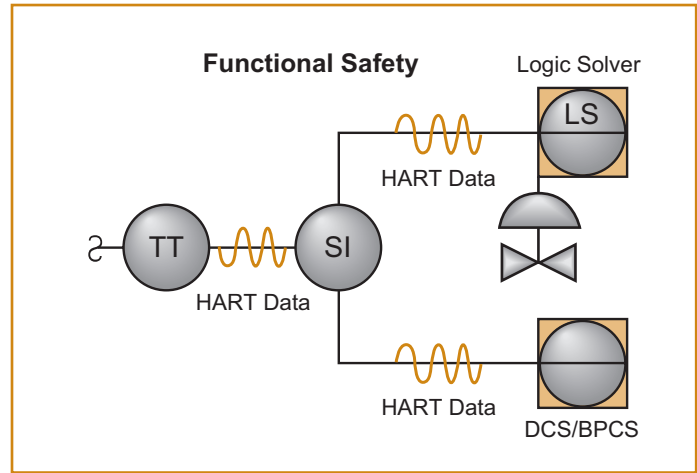 Functional Safety
Logic Solver
LS
HART Data
TT
SI
HART Data
HART Data
DCS/BPCS